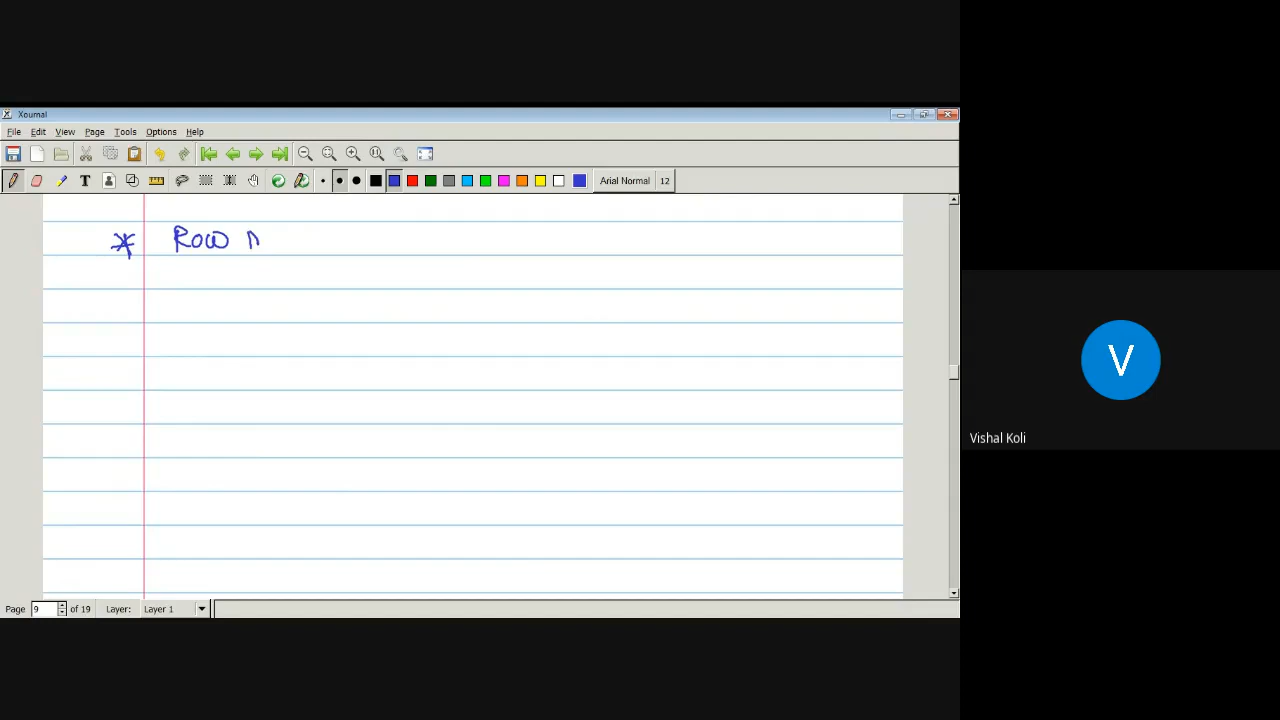 Xournal
File Edit View Page Tools Options Help
T Arial Normal 12
* Row
V
Vishal Koli
Page 9 of 19 Layer: Layer 1